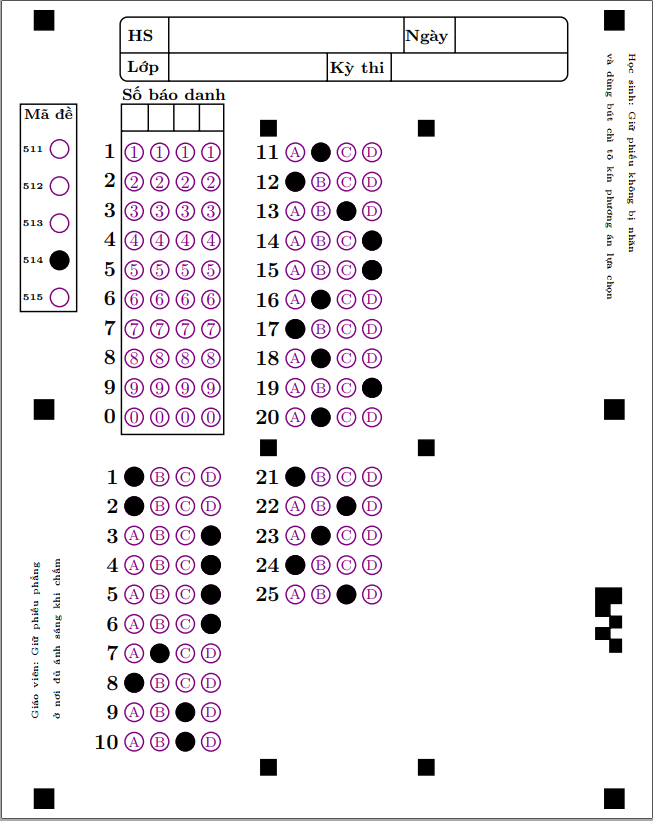 HS Ngày
Lớp Kỳ thi
Số báo danh
Mã đề
511
512
513
514
515
1 1 1 1 1
2 2 2 2 2
3 3 3 3 3
4 4 4 4 4
5 5 5 5 5
6 6 6 6 6
7 7 7 7 7
8 8 8 8 8
9 9 9 9 9
0 0 0 0 0
11 A C D
12 B C D
13 A B D
14 A B C
15 A B C
16 A C D
17 B C D
18 A C D
19 A B C
20 A C D
1 B C D
2 B C D
3 A B C
4 A B C
5 A B C
6 A B C
7 A C D
8 B C D
9 A B D
10 A B D
21 B C D
22 A B D
23 A C D
24 B C D
25 A B D
Học sinh: Giữ phiếu không bị nhăn
và dùng bút chì tô kín phương án lựa chọn
Giáo viên: Giữ phiếu phẳng
ở nơi đủ ánh sáng khi chấm